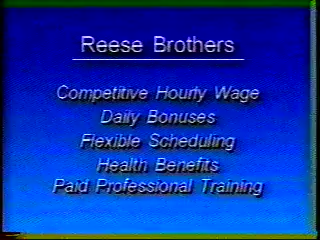 Reese Brothers
Competitive Hourly Wage
Daily Bonuses
Flexible Scheduling
Health Benefits
Paid Professional Training